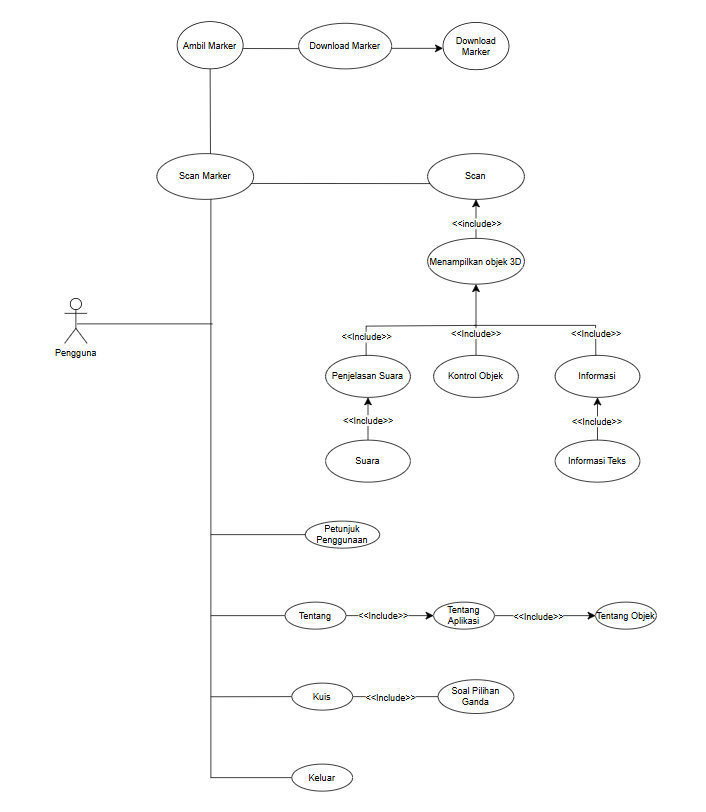 Ambil Marker
Download Marker
Download
Marker
Scan Marker
Scan
<<include>>
Menampilkan objek 3D
Pengguna
<<Include>>
<<Include>>
<<Include>>
Penjelasan Suara
Kontrol Objek
Informasi
<<Include>>
<<Include>>
Suara
Informasi Teks
Petunjuk
Penggunaan
Tentang
<<Include>>
Tentang
Aplikasi
<<Include>>
Tentang Objek
Kuis
<<Include>>
Soal Pilihan
Ganda
Keluar